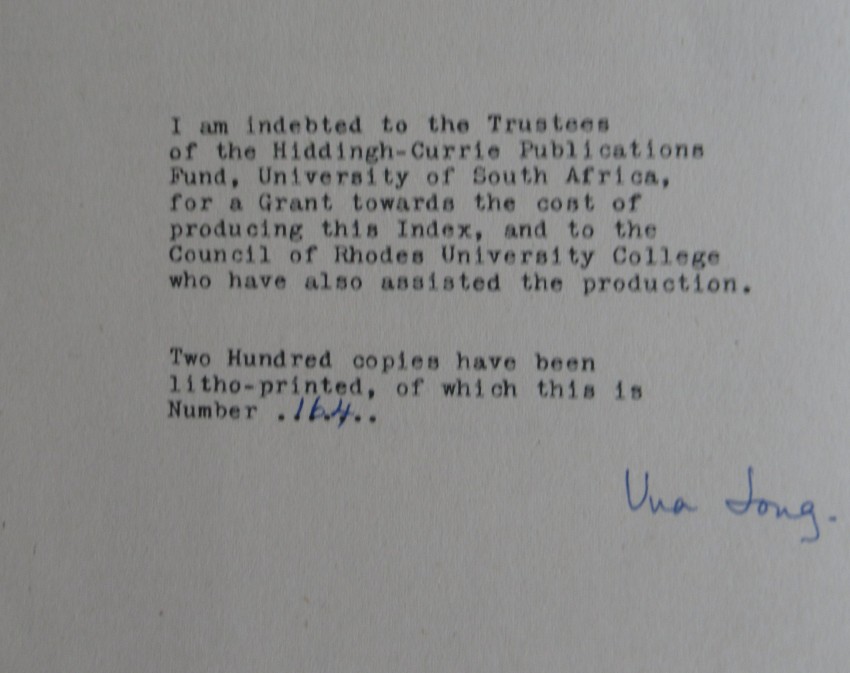 I am indebted to the Trustees
of the Hiddingh-Currie Publications
Fund, University of South Africa,
for a Grant towards the cost of
producing this Index, and to the
Council of Rhodes University College
who have also assisted the production.
Two Hundred copies have been
litho-printed, of which this is
Number .164..
Una Long.